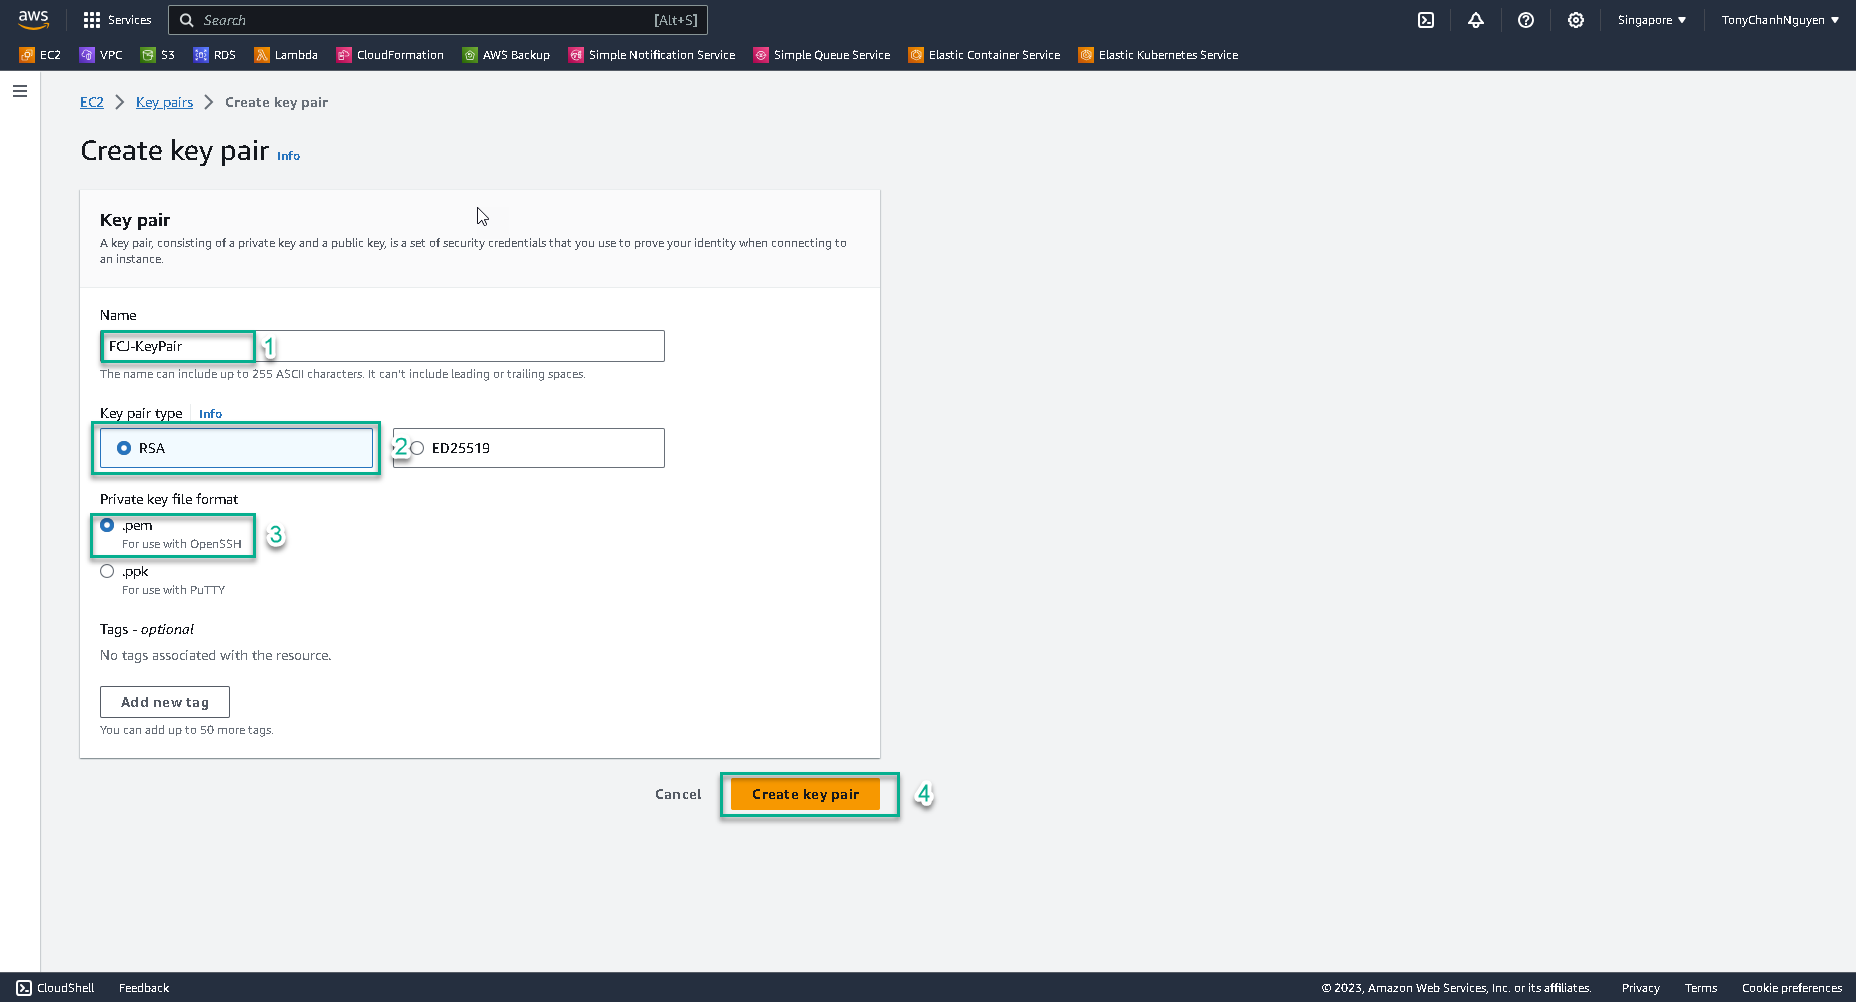 aws
Services
Search
[Alt+S]
Singapore
TonyChanhNguyen
EC2
VPC
S3
RDS
Lambda
CloudFormation
AWS Backup
Simple Notification Service
Simple Queue Service
Elastic Container Service
Elastic Kubernetes Service
EC2
Key pairs
Create key pair
Create key pair Info
Key pair
A key pair, consisting of a private key and a public key, is a set of security credentials that you use to prove your identity when connecting to
an instance.
Name
FCJ-KeyPair
1
The name can include up to 255 ASCII characters. It can't include leading or trailing spaces.
Key pair type
Info
RSA
2
ED25519
Private key file format
.pem
For use with OpenSSH
3
.ppk
For use with PuTTY
Tags - optional
No tags associated with the resource.
Add new tag
You can add up to 50 more tags.
Cancel
Create key pair
4
CloudShell
Feedback
© 2023, Amazon Web Services, Inc. or its affiliates.
Privacy
Terms
Cookie preferences